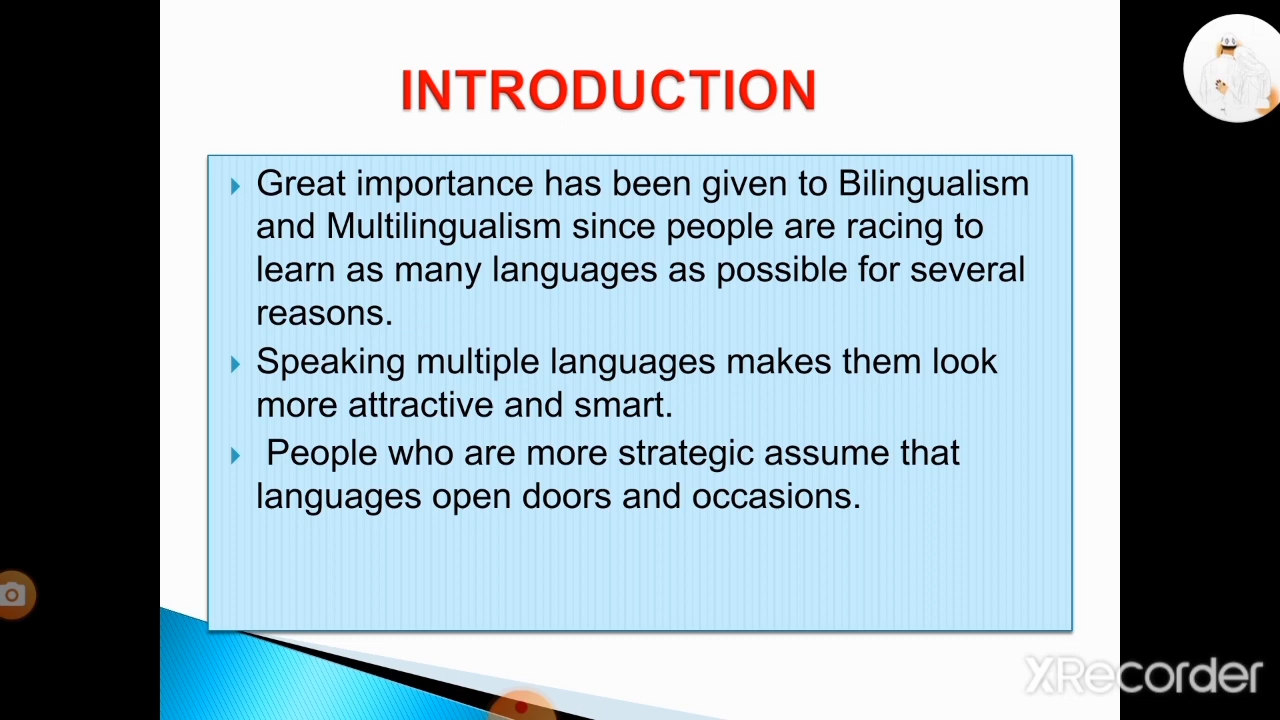 INTRODUCTION
Great importance has been given to Bilingualism
and Multilingualism since people are racing to
learn as many languages as possible for several
reasons.
Speaking multiple languages makes them look
more attractive and smart.
People who are more strategic assume that
languages open doors and occasions.
XRecorder